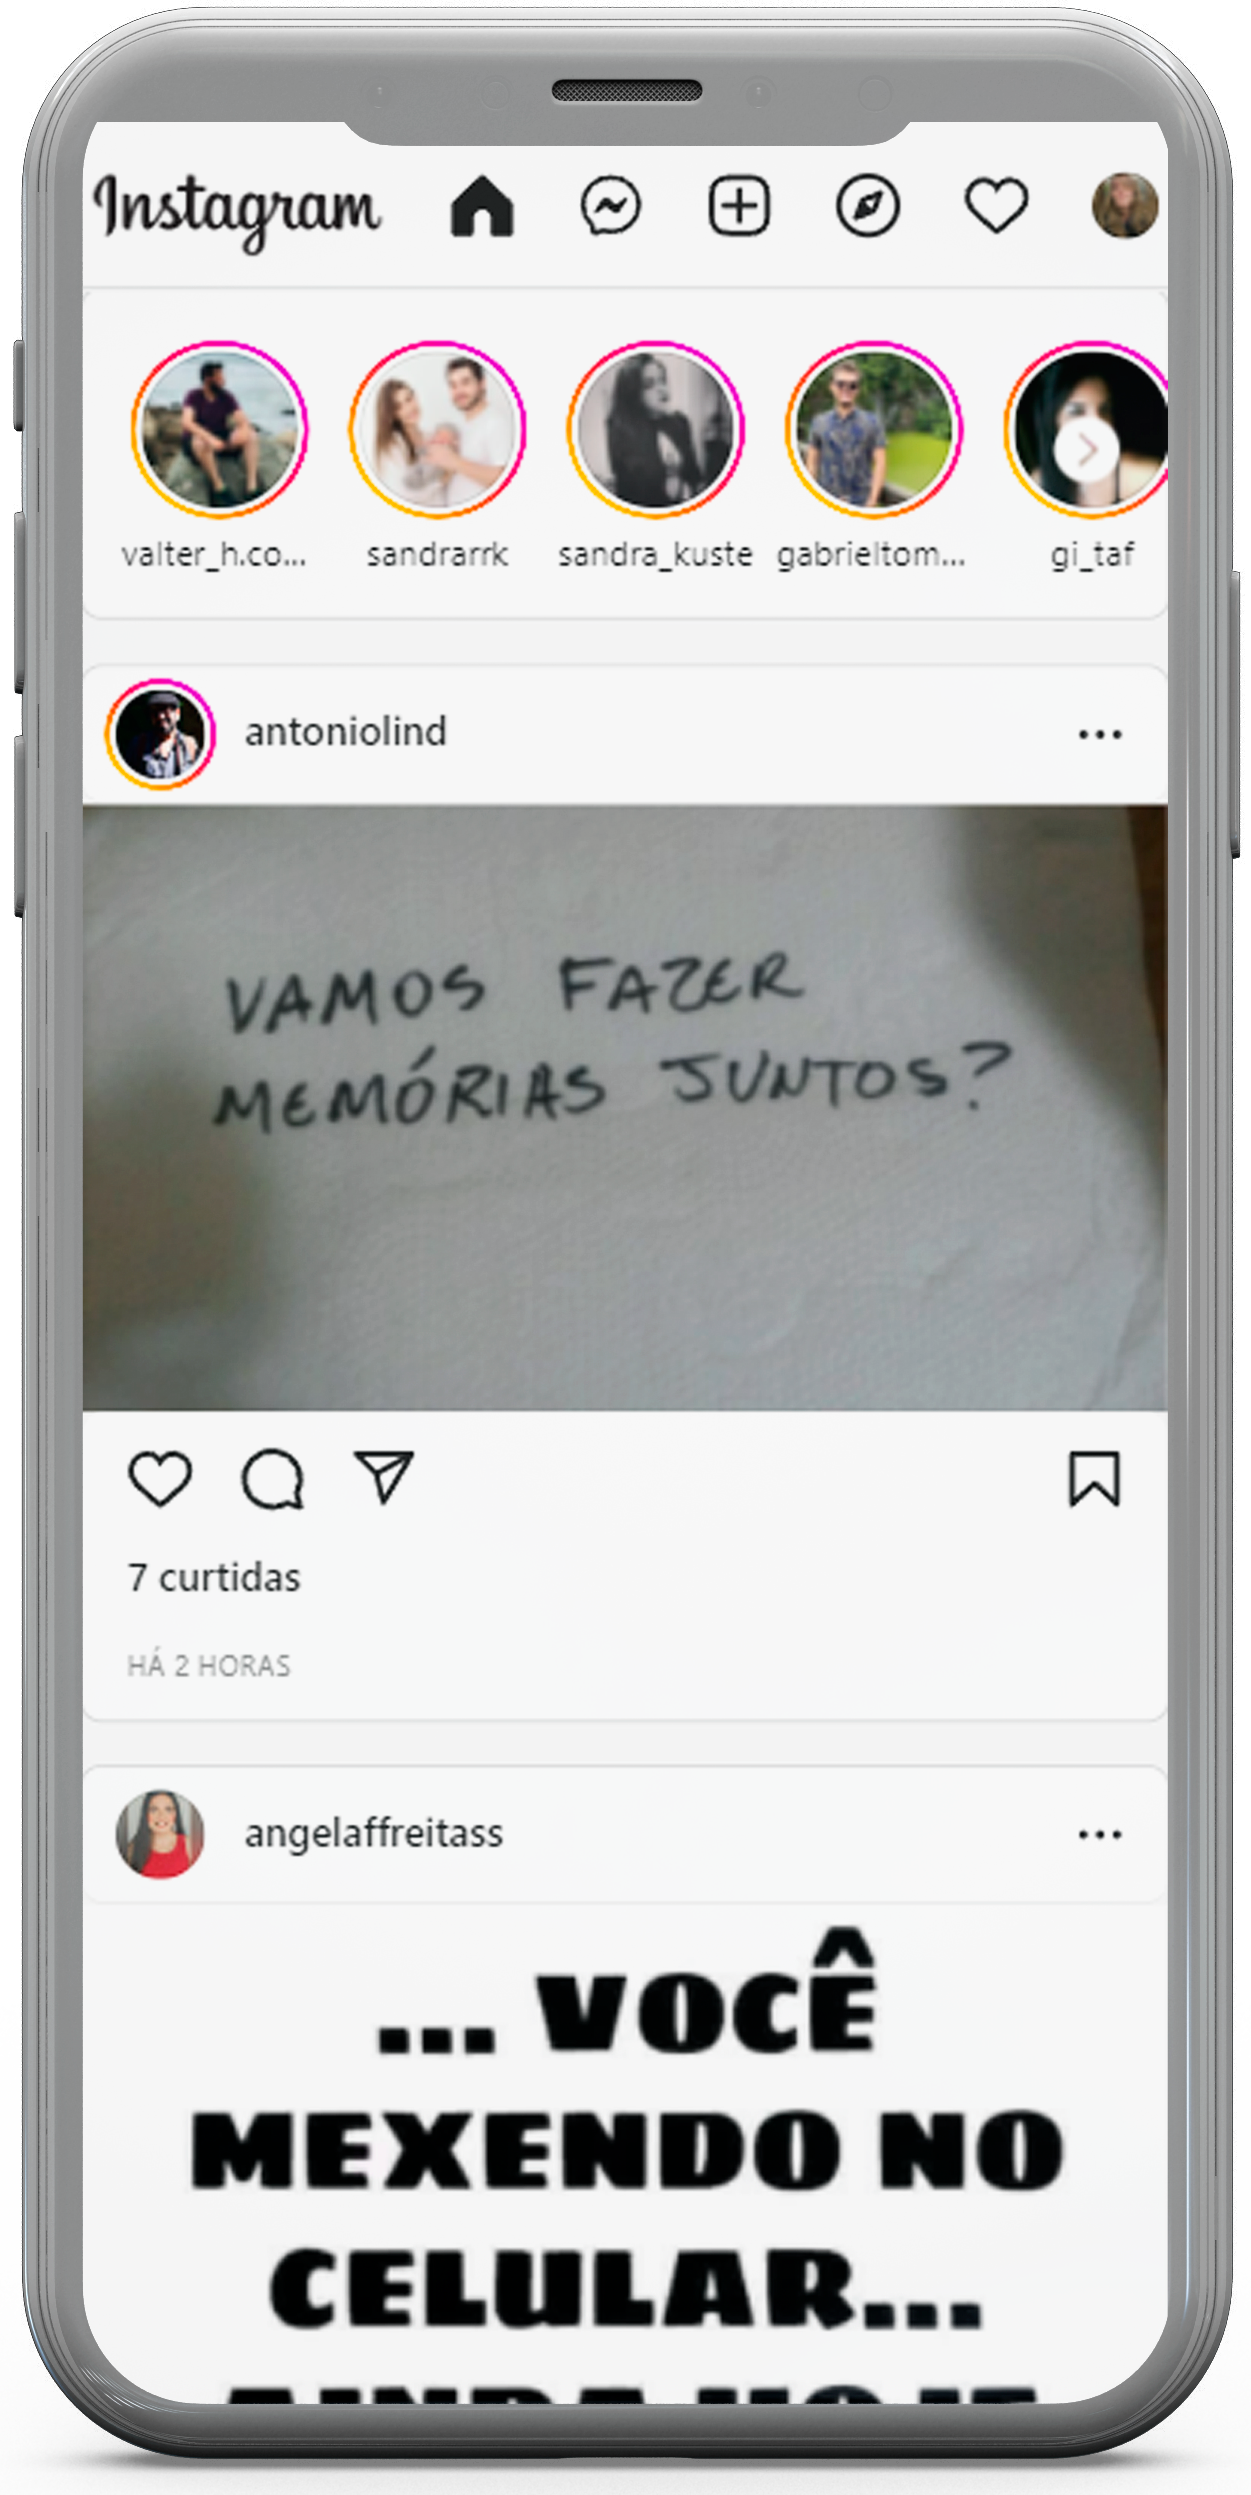 Instagram
valter_h.co... sandrarrk sandra_kuste gabrieltom... gi_taf
antoniolind
VAMOS FAZER
MEMÓRIAS JUNTOS?
7 curtidas
HÁ 2 HORAS
angelaffreitass
... VOCÊ
MEXENDO NO
CELULAR...